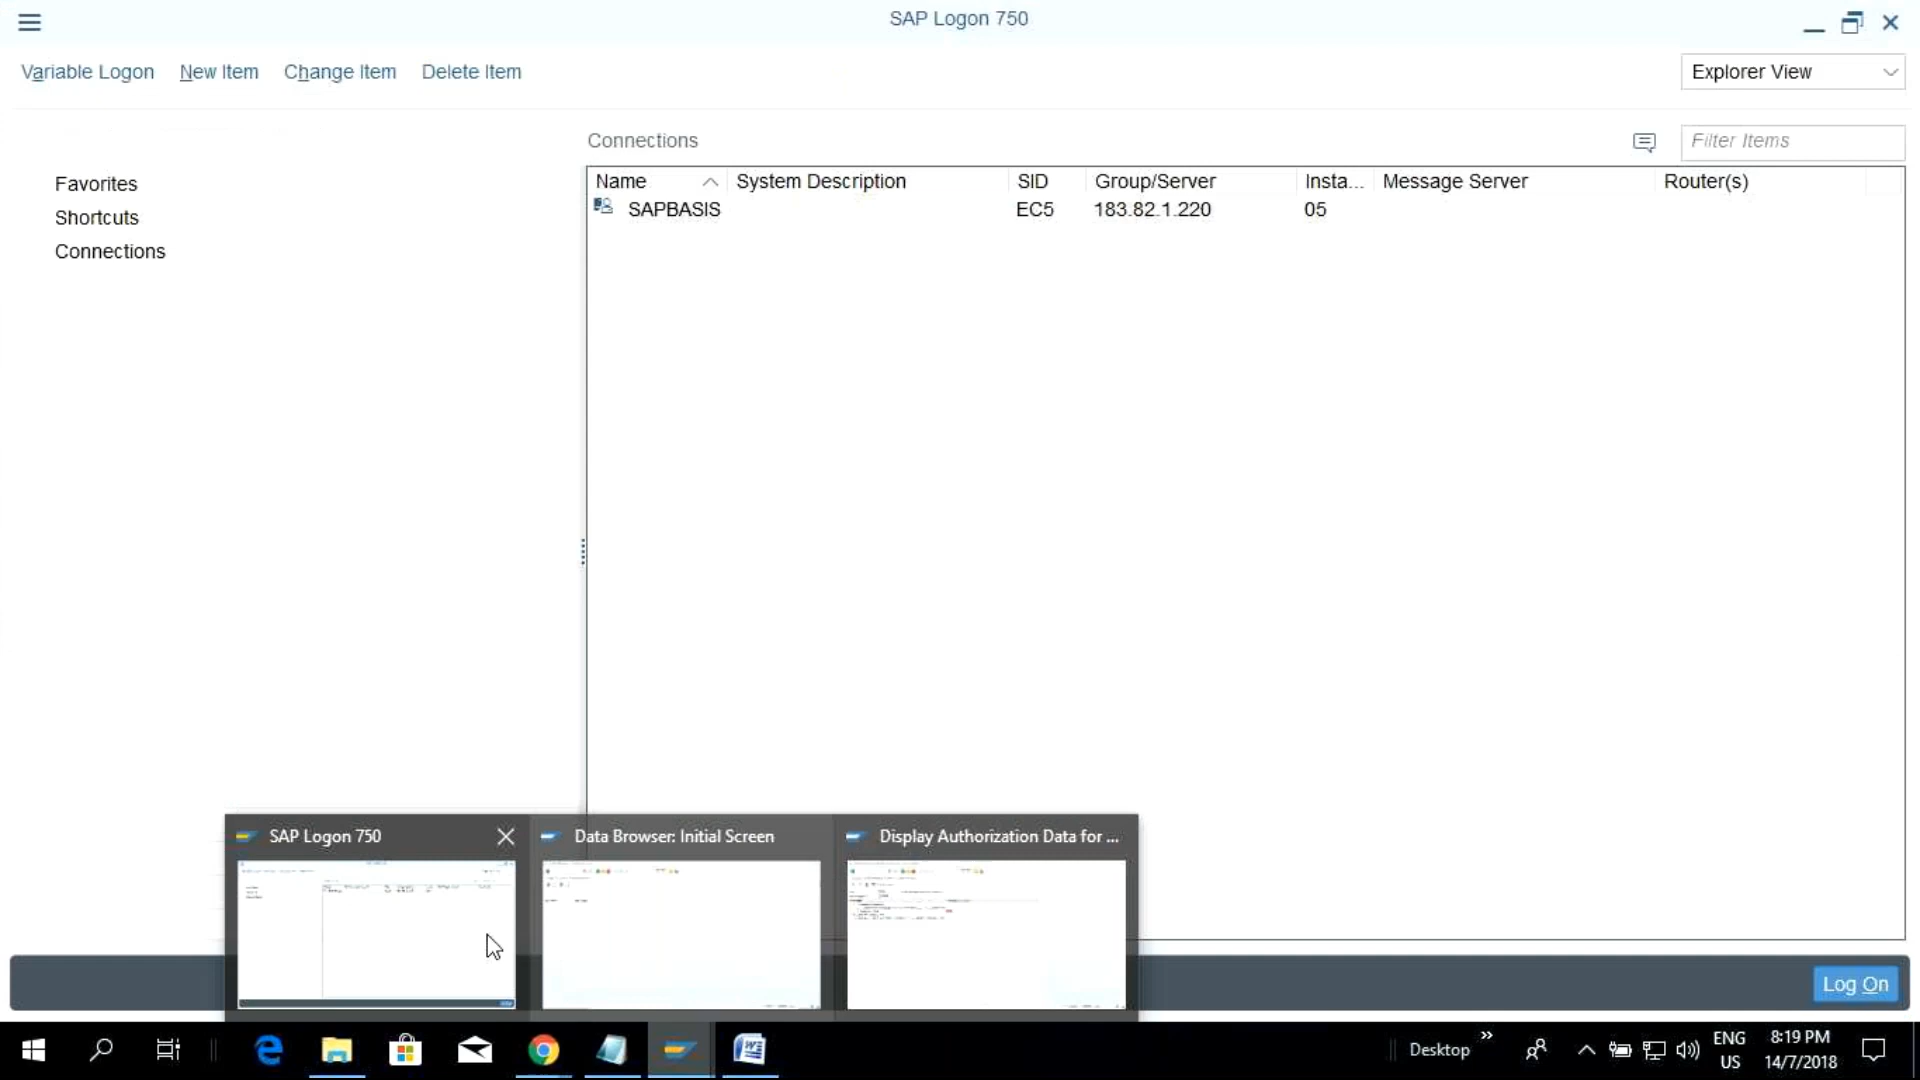 SAP Logon 750
Variable Logon New Item Change Item Delete Item Explorer View
Connections Filter Items
Favorites
Shortcuts
Connections
Name System Description SID Group/Server Insta... Message Server Router(s)
SAPBASIS EC5 183.82.1.220 05
SAP Logon 750 Data Browser: Initial Screen Display Authorization Data for ...
Log On
Desktop ENG 8:19 PM
US 14/7/2018